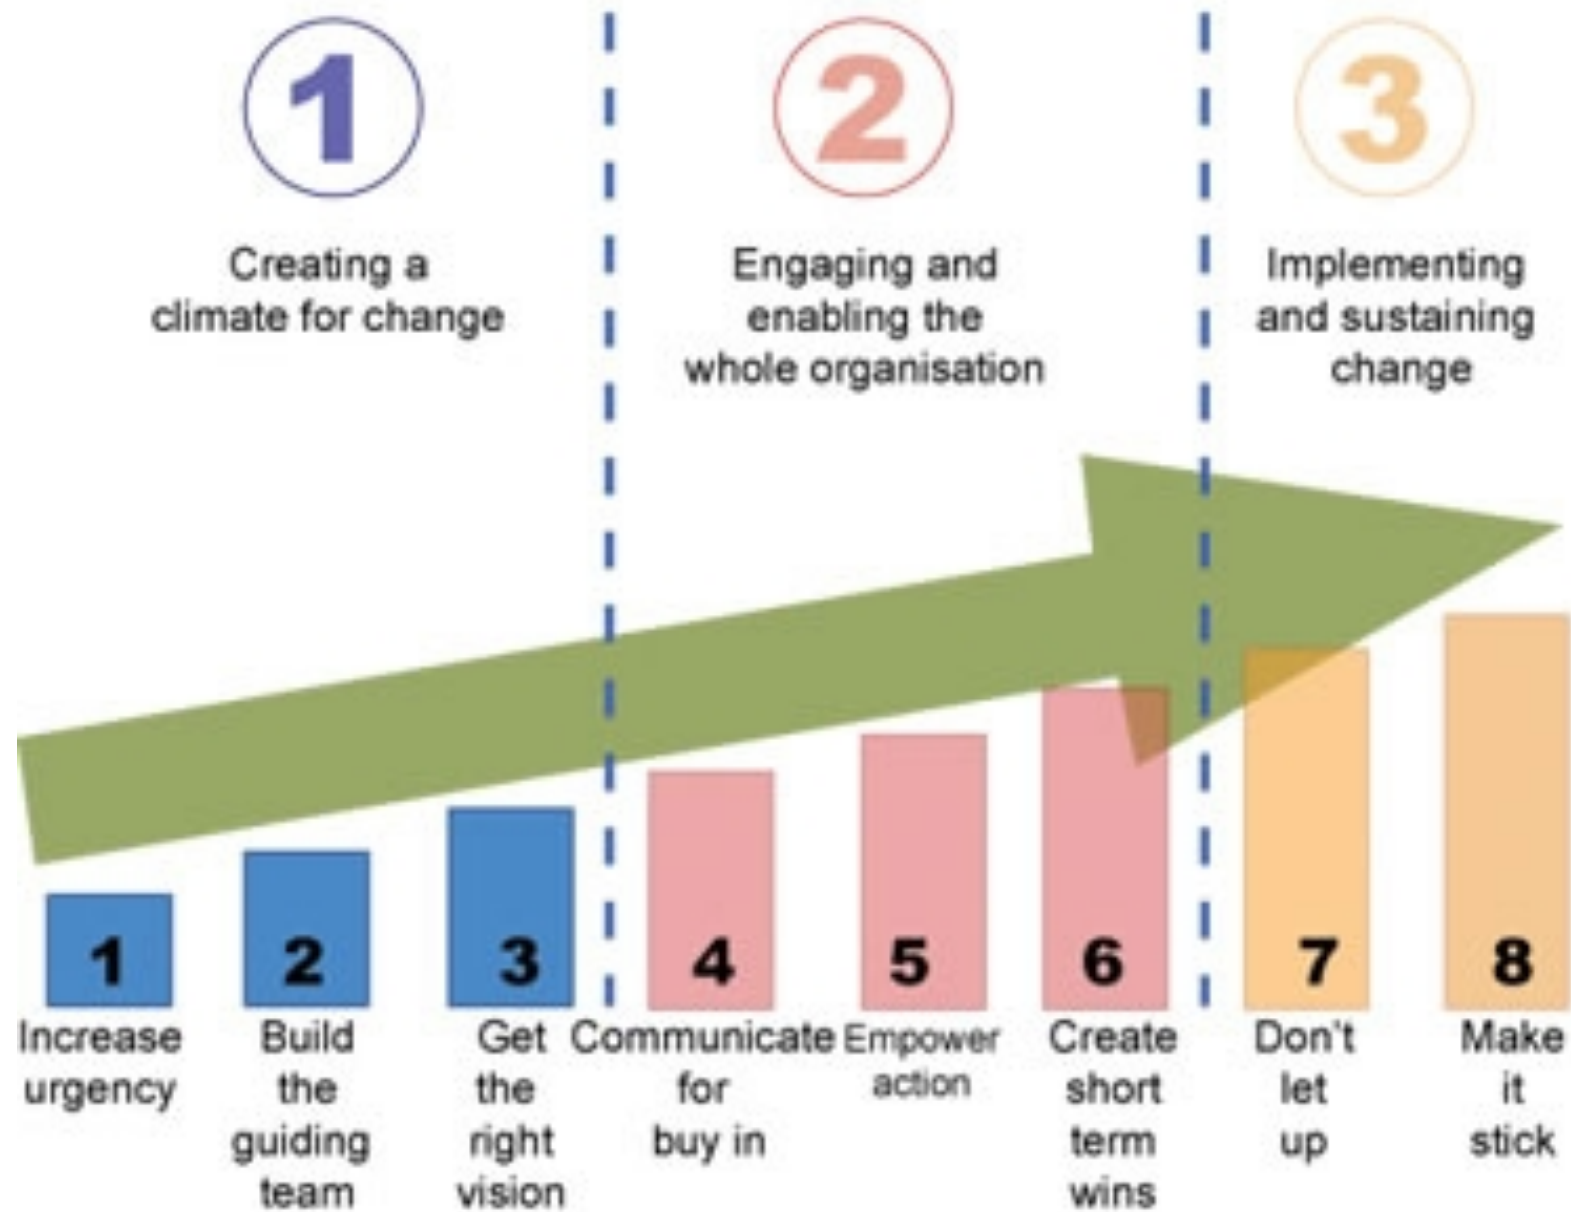 1
Creating a
climate for change
2
Engaging and
enabling the
whole organisation
3
Implementing
and sustaining
change
1
Increase
urgency
2
Build
the
guiding
team
3
Get
the
right
vision
4
Communicate
for
buy in
5
Empower
action
6
Create
short
term
wins
7
Don't
let
up
8
Make
it
stick